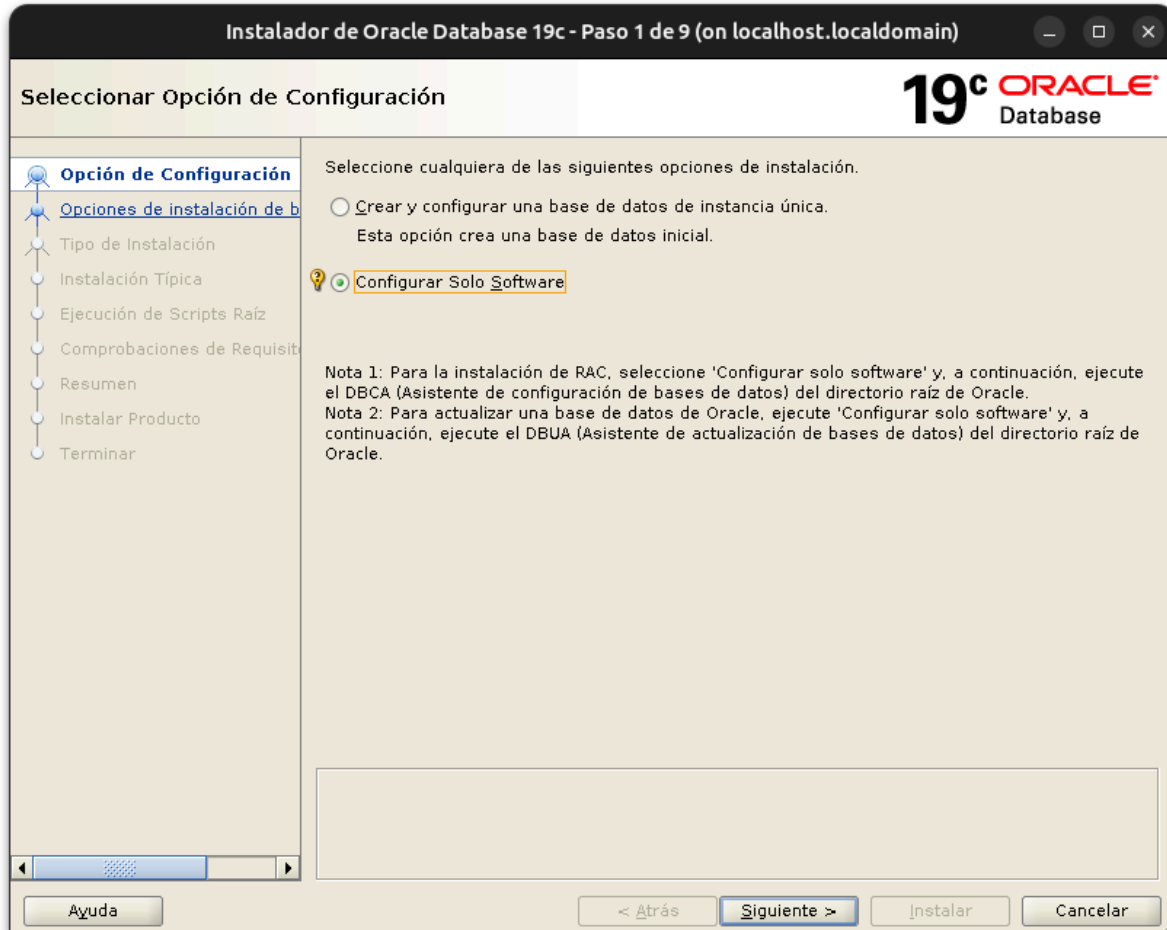 Instalador de Oracle Database 19c - Paso 1 de 9 (on localhost.localdomain)
Seleccionar Opción de Configuración
19c ORACLE
Database
Opción de Configuración
Opciones de instalación de b
Tipo de Instalación
Instalación Típica
Ejecución de Scripts Raíz
Comprobaciones de Requisit
Resumen
Instalar Producto
Terminar
Seleccione cualquiera de las siguientes opciones de instalación.
Crear y configurar una base de datos de instancia única.
Esta opción crea una base de datos inicial.
Configurar Solo Software
Nota 1: Para la instalación de RAC, seleccione 'Configurar solo software' y, a continuación, ejecute
el DBCA (Asistente de configuración de bases de datos) del directorio raíz de Oracle.
Nota 2: Para actualizar una base de datos de Oracle, ejecute 'Configurar solo software' y, a
continuación, ejecute el DBUA (Asistente de actualización de bases de datos) del directorio raíz de
Oracle.
Ayuda
< Atrás
Siguiente >
Instalar
Cancelar